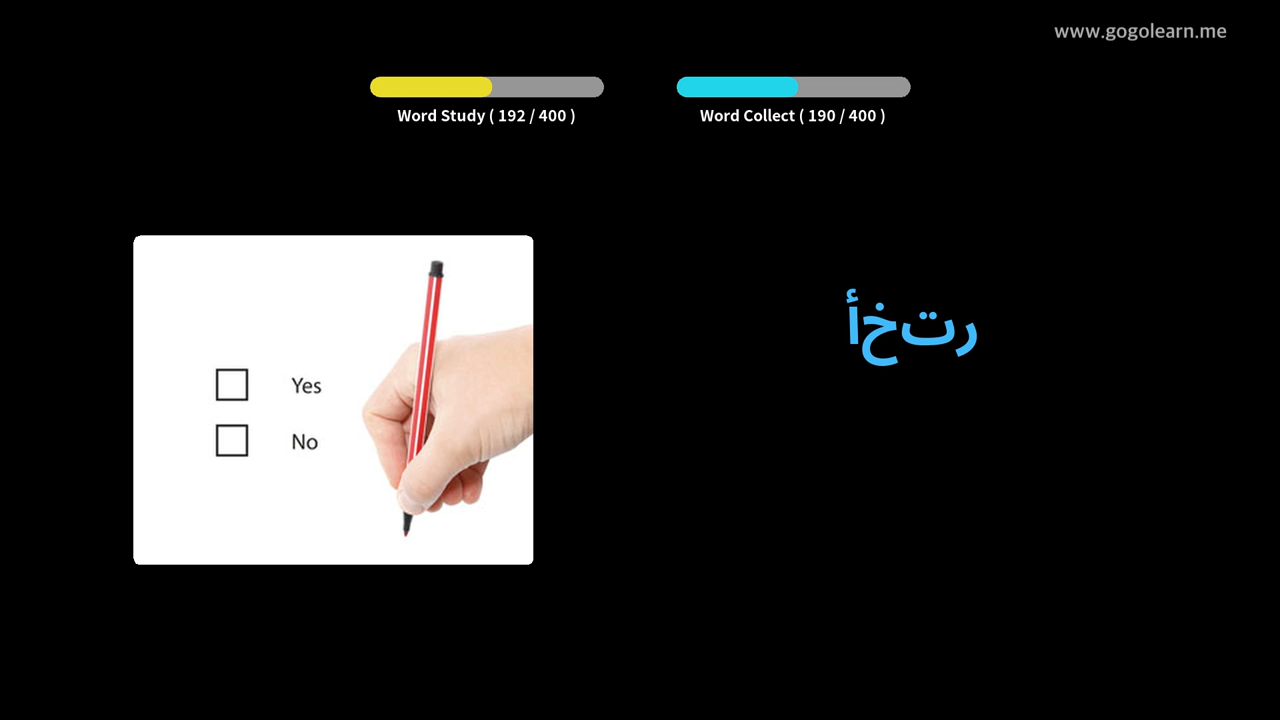 www.gogolearn.me
Word Study ( 192 / 400 )
Word Collect ( 190 / 400 )
Yes
No
رتخأ